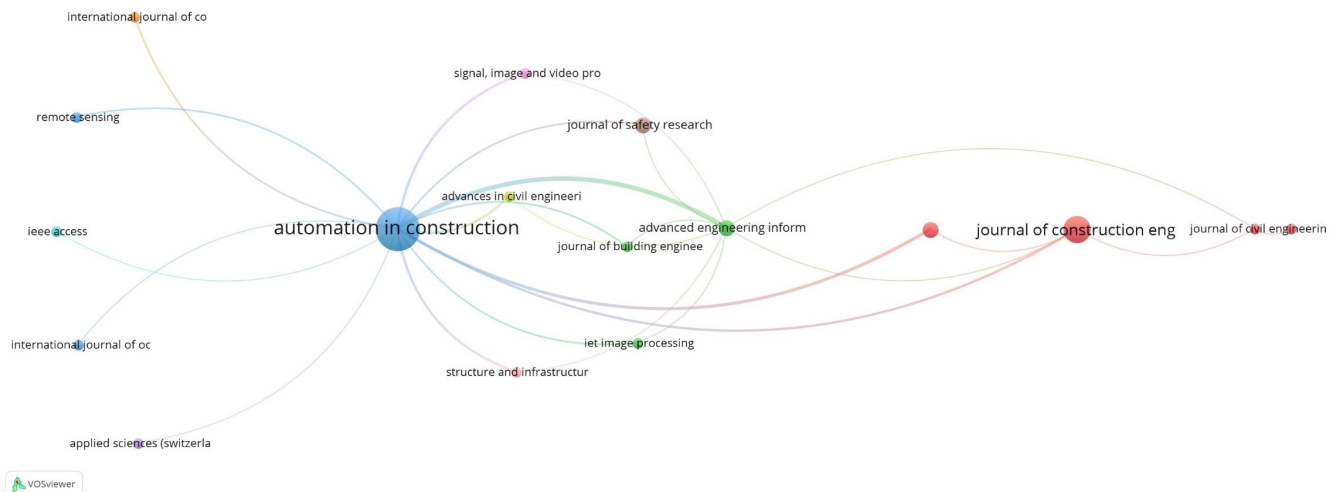 international journal of co
signal, image and video pro
remote sensing
journal of safety research
advances in civil engineeri
automation in construction
advanced engineering inform
journal of construction eng
journal of civil engineerin
ieee access
journal of building enginee
international journal of oc
iet image processing
structure and infrastructur
applied sciences (switzerla
VOSviewer